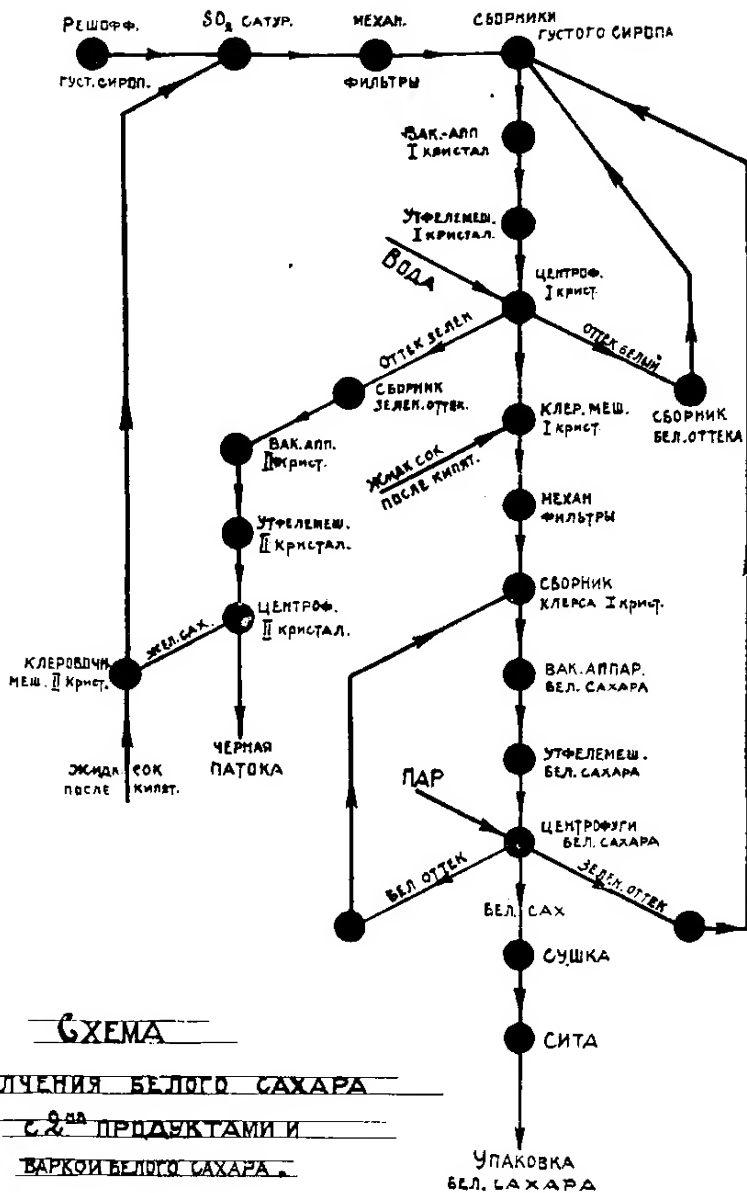 РЕШОФФ.
ГУСТ. СИРОП.
SO₂ САТУР.
МЕХАН.
ФИЛЬТРЫ
СБОРНИКИ
ГУСТОГО СИРОПА
ВАК.-АПП
I КРИСТАЛ
УТФЕЛЕМЕШ.
I КРИСТАЛ.
ВОДА
ЦЕНТРОФ.
I КРИСТ.
ОТТЕК ЗЕЛЕН
ОТТЕК БЕЛЫЙ
СБОРНИК
ЗЕЛЕН. ОТТЕК.
СБОРНИК
БЕЛ. ОТТЕКА
КЛЕР. МЕШ.
I КРИСТ.
ЖИДК СОК
ПОСЛЕ КИПЯТ.
ВАК. АПП.
II КРИСТ.
МЕХАН
ФИЛЬТРЫ
УТФЕЛЕМЕШ.
II КРИСТАЛ.
СБОРНИК
КЛЕРСА I КРИСТ.
ЦЕНТРОФ.
II КРИСТАЛ.
ЖЕЛ. САХ.
КЛЕРОВОЧН
МЕШ. II КРИСТ.
ВАК. АППАР.
БЕЛ. САХАРА
ЧЕРНАЯ
ПАТОКА
ЖИДК СОК
ПОСЛЕ КИПЯТ.
УТФЕЛЕМЕШ.
БЕЛ. САХАРА
ПАР
ЦЕНТРОФУГИ
БЕЛ. САХАРА
БЕЛ ОТТЕК
ЗЕЛЕН. ОТТЕК
БЕЛ. САХ
СУШКА
СИТА
УПАКОВКА
БЕЛ. САХАРА
СХЕМА
ЛУЧЕНИЯ БЕЛОГО САХАРА
С 2мя ПРОДУКТАМИ И
ВАРКОЙ БЕЛОГО САХАРА.